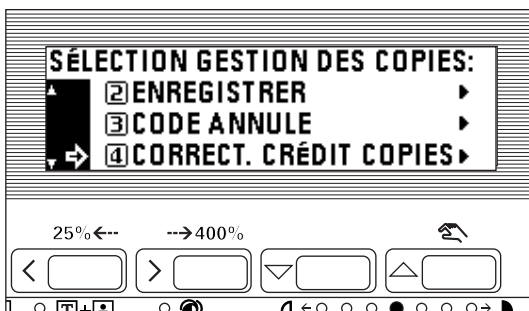 SÉLECTION GESTION DES COPIES:
2 ENREGISTRER
3 CODE ANNULE
4 CORRECT. CRÉDIT COPIES
25% 400%
T+